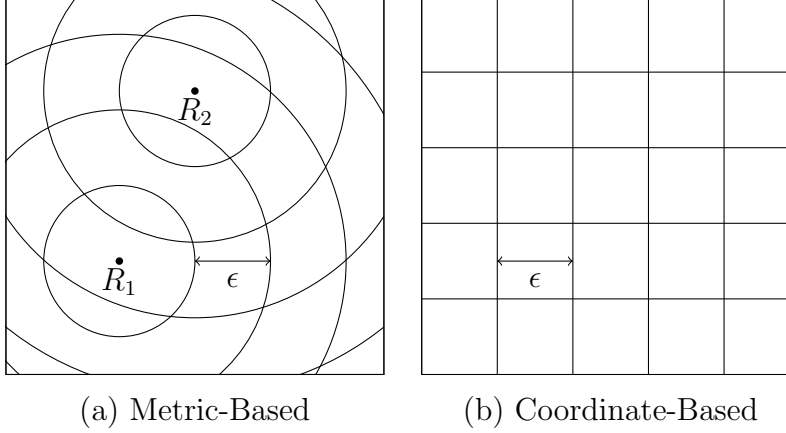 R₂
R₁
ϵ
ϵ
(a) Metric-Based
(b) Coordinate-Based